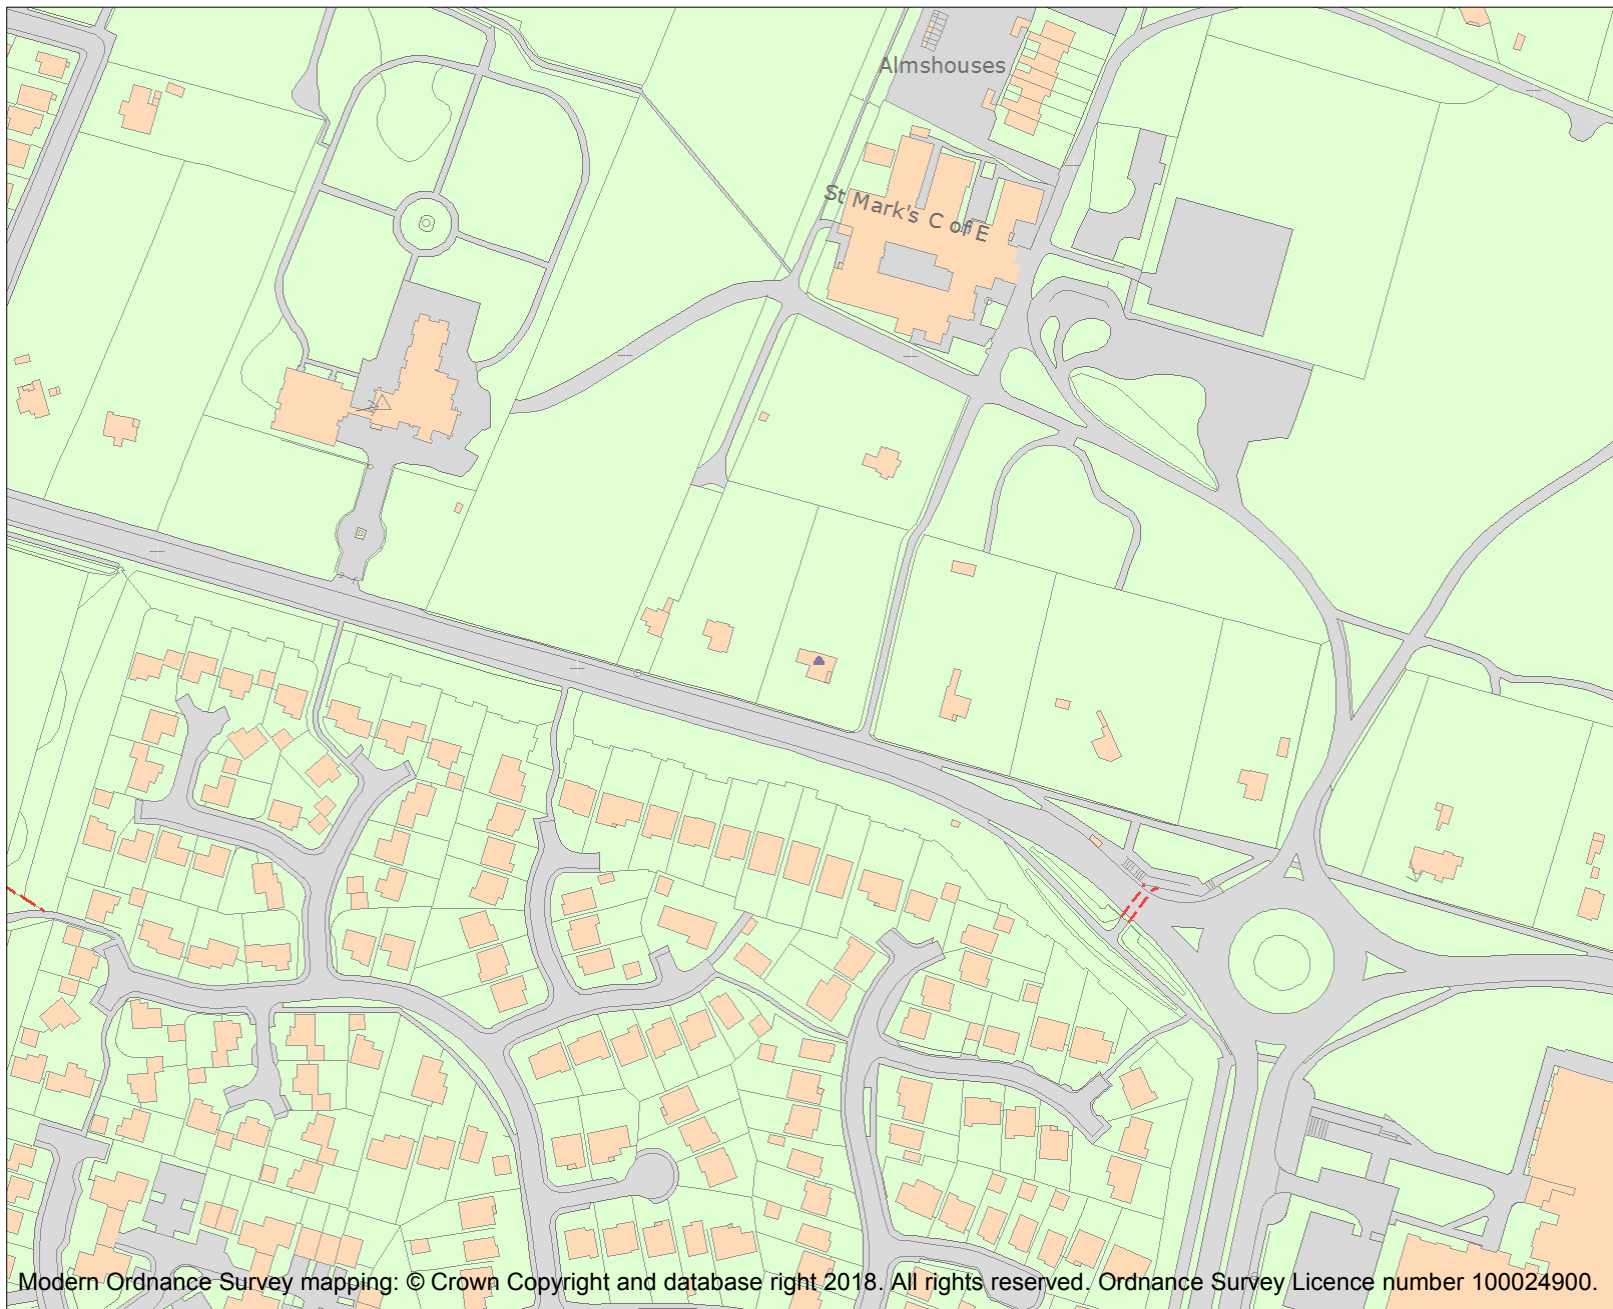 Almshouses
St Mark's C of E
Modern Ordnance Survey mapping: © Crown Copyright and database right 2018. All rights reserved. Ordnance Survey Licence number 100024900.